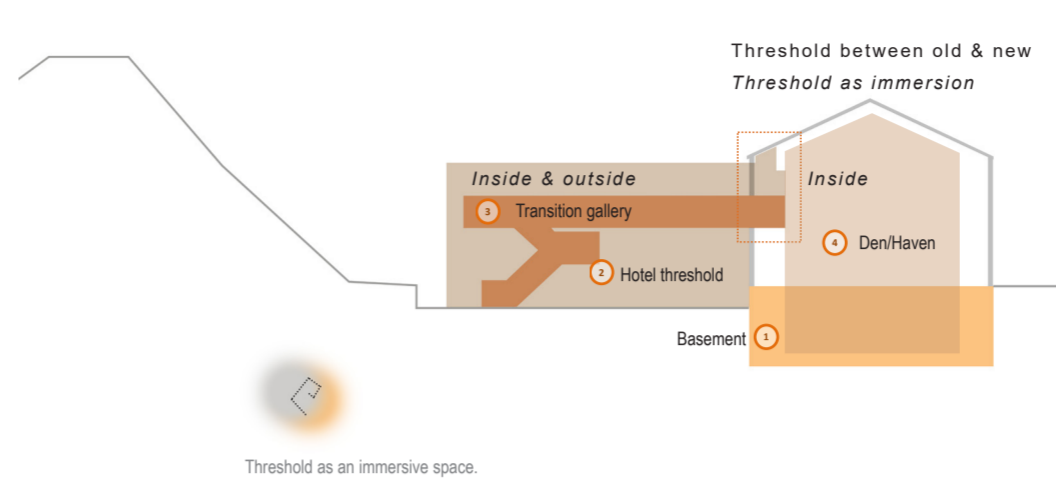 Threshold between old & new
Threshold as immersion
Inside & outside
Inside
3 Transition gallery
4 Den/Haven
2 Hotel threshold
Basement 1
Threshold as an immersive space.